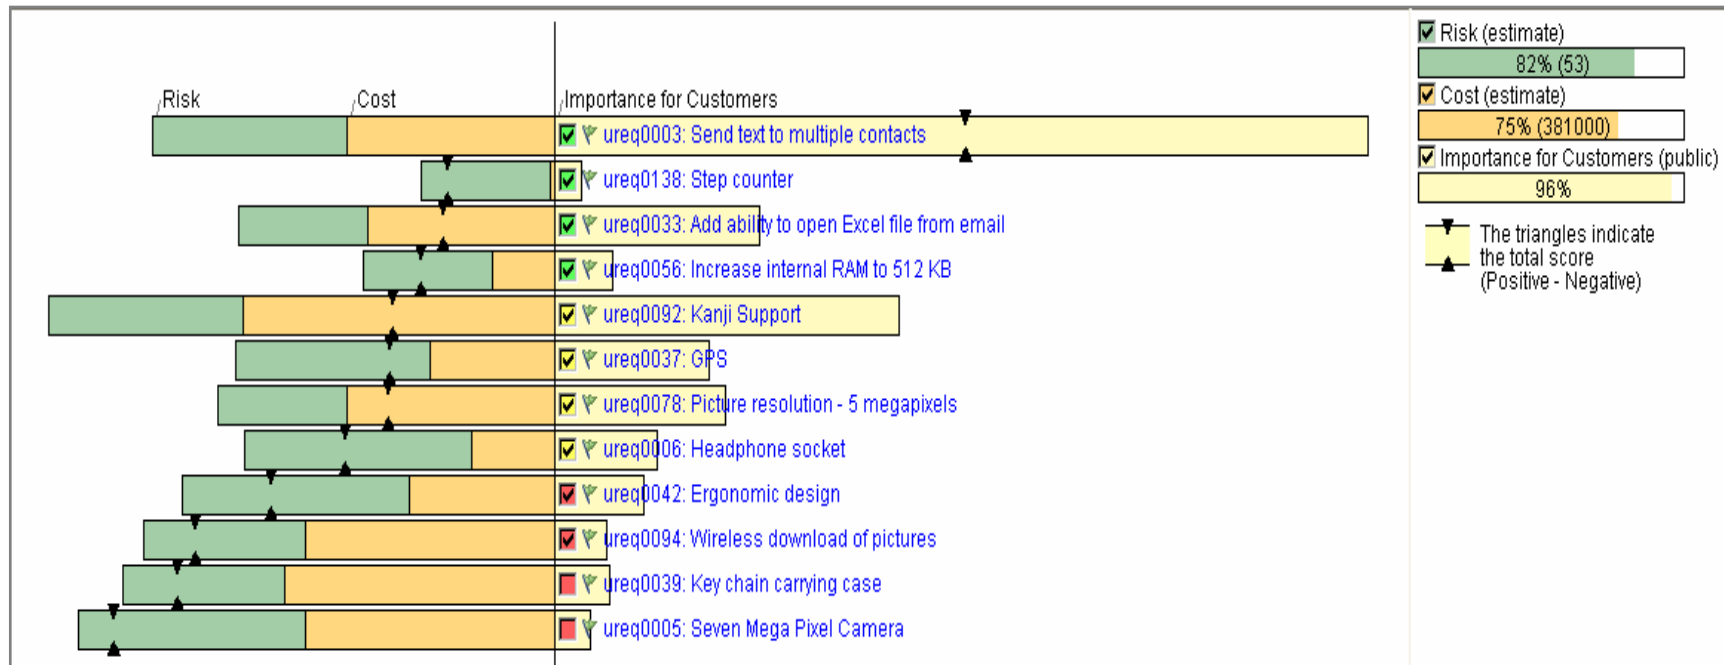 Risk
Cost
Importance for Customers
ureq0003: Send text to multiple contacts
ureq0138: Step counter
ureq0033: Add ability to open Excel file from email
ureq0056: Increase internal RAM to 512 KB
ureq0092: Kanji Support
ureq0037: GPS
ureq0078: Picture resolution - 5 megapixels
ureq0006: Headphone socket
ureq0042: Ergonomic design
ureq0094: Wireless download of pictures
ureq0039: Key chain carrying case
ureq0005: Seven Mega Pixel Camera
Risk (estimate)
82% (53)
Cost (estimate)
75% (381000)
Importance for Customers (public)
96%
The triangles indicate
the total score
(Positive - Negative)